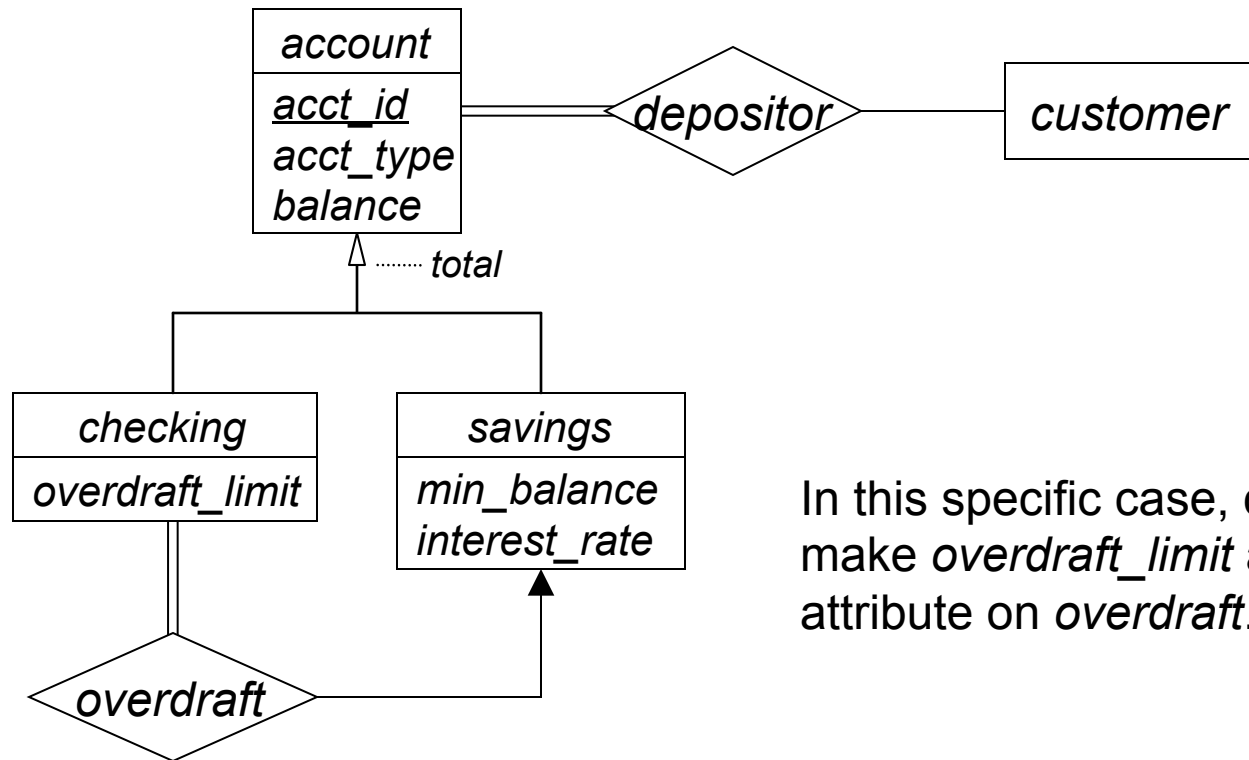 account
acct_id
acct_type
balance
depositor
customer
total
checking
overdraft_limit
savings
min_balance
interest_rate
overdraft
In this specific case,
make overdraft_limit
attribute on overdraft.